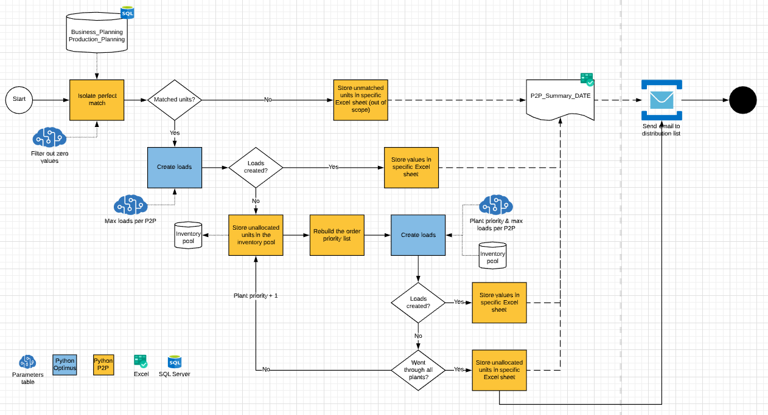 SQL
Business_Planning
Production_Planning
Start
Isolate perfect
match
Matched units?
No
Store unmatched
units in specific
Excel sheet (out of
scope)
P2P_Summary_DATE
Send email to
distribution list
Filter out zero
values
Yes
Create loads
Loads
created?
Yes
Store values in
specific Excel
sheet
No
Max loads per P2P
Inventory
pool
Store unallocated
units in the
inventory pool
Rebuild the order
priority list
Create loads
Plant priority & max
loads per P2P
Inventory
pool
Plant priority + 1
Loads
created?
Yes
Store values in
specific Excel
sheet
No
No
Went
through all
plants?
Yes
Store unallocated
units in specific
Excel sheet
Parameters
table
Python
Optimus
Python
P2P
Excel
SQL
SQL Server